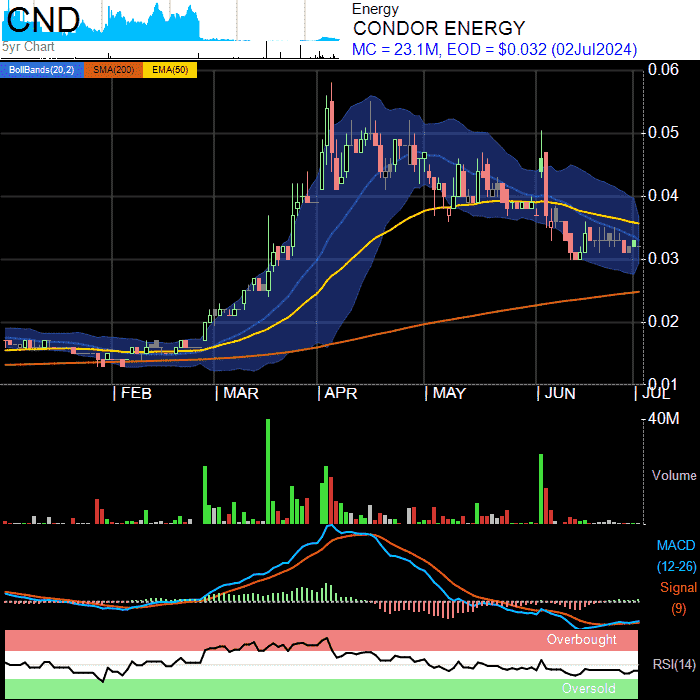 CND
5yr Chart
Energy
CONDOR ENERGY
MC = 23.1M, EOD = $0.032 (02Jul2024)
BollBands(20,2) SMA(200) EMA(50)
0.06
0.05
0.04
0.03
0.02
0.01
FEB MAR APR MAY JUN JUL
40M
Volume
MACD
(12-26)
Signal
(9)
Overbought
RSI(14)
Oversold